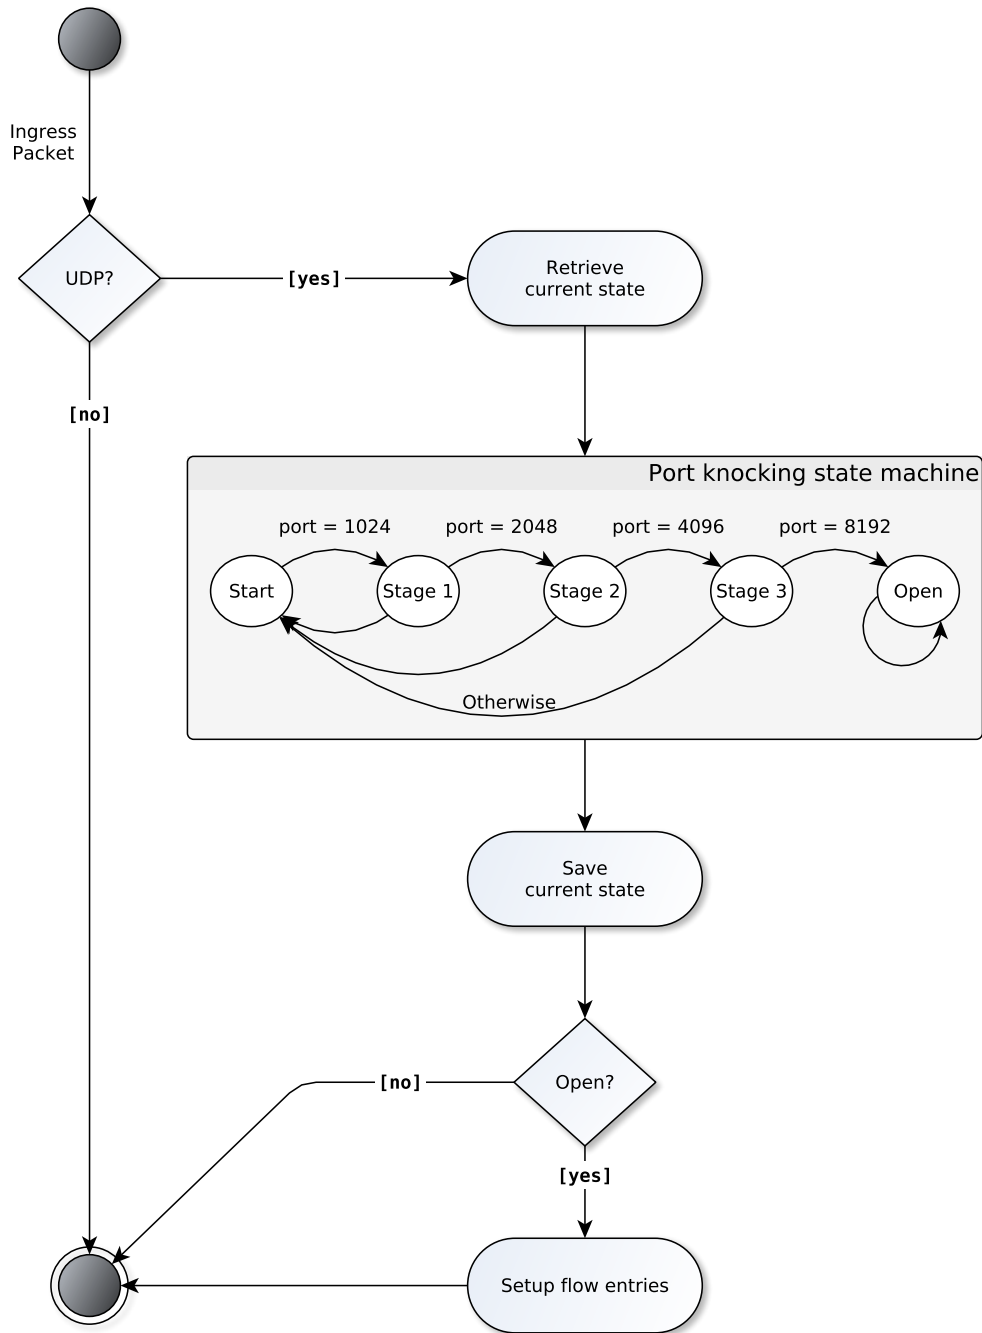 Ingress
Packet
UDP?
[yes]
Retrieve
current state
[no]
Port knocking state machine
port = 1024
port = 2048
port = 4096
port = 8192
Start
Stage 1
Stage 2
Stage 3
Open
Otherwise
Save
current state
Open?
[no]
[yes]
Setup flow entries